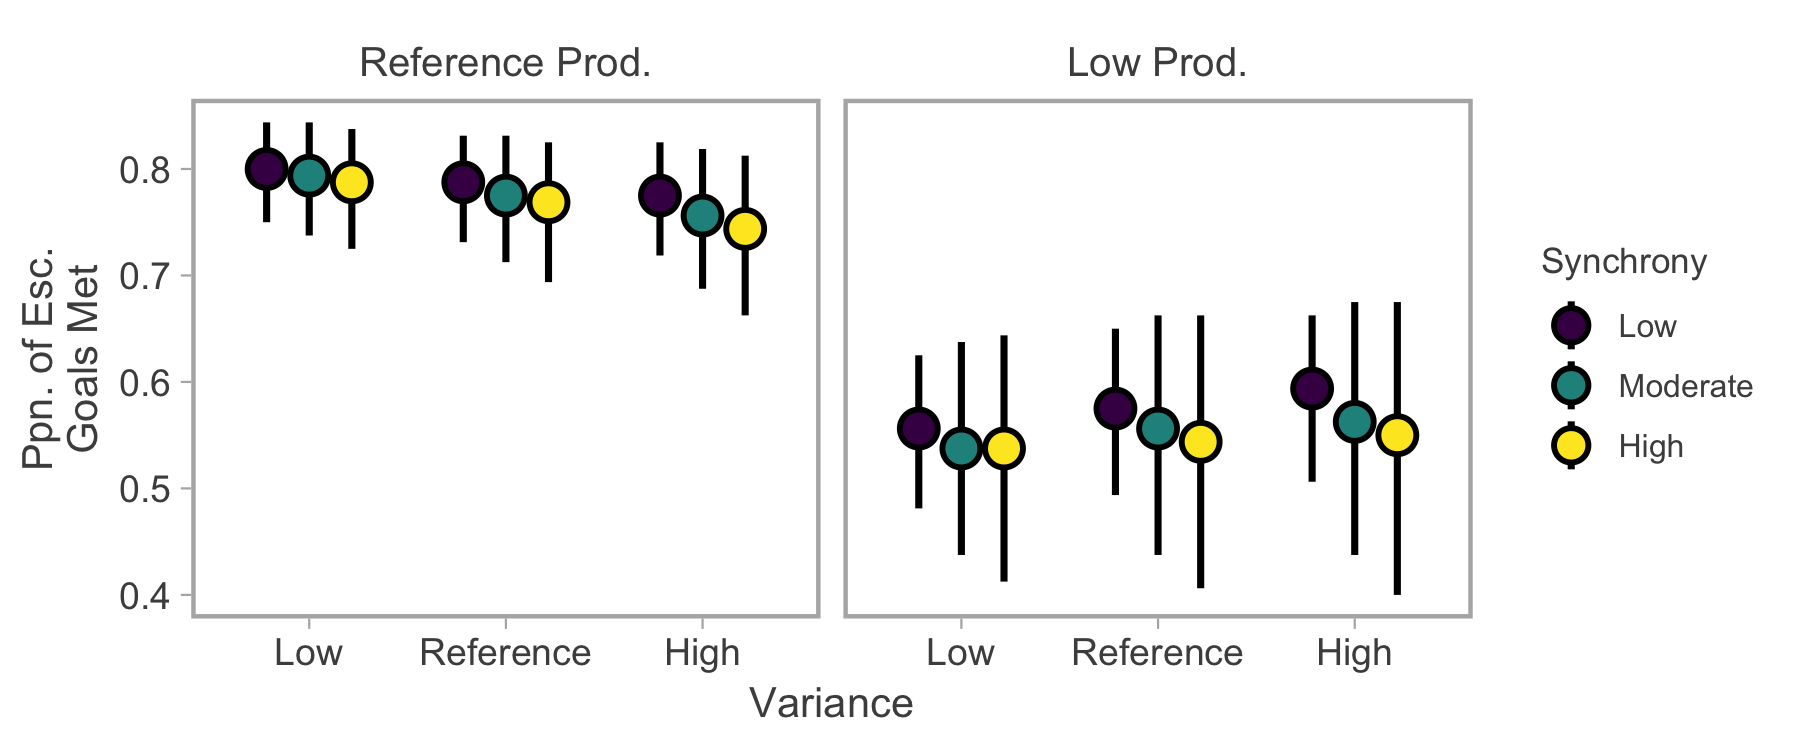 Reference Prod.
Low Prod.
Ppn. of Esc.
Goals Met
0.8
0.7
0.6
0.5
0.4
Low
Reference
High
Low
Reference
High
Variance
Synchrony
Low
Moderate
High